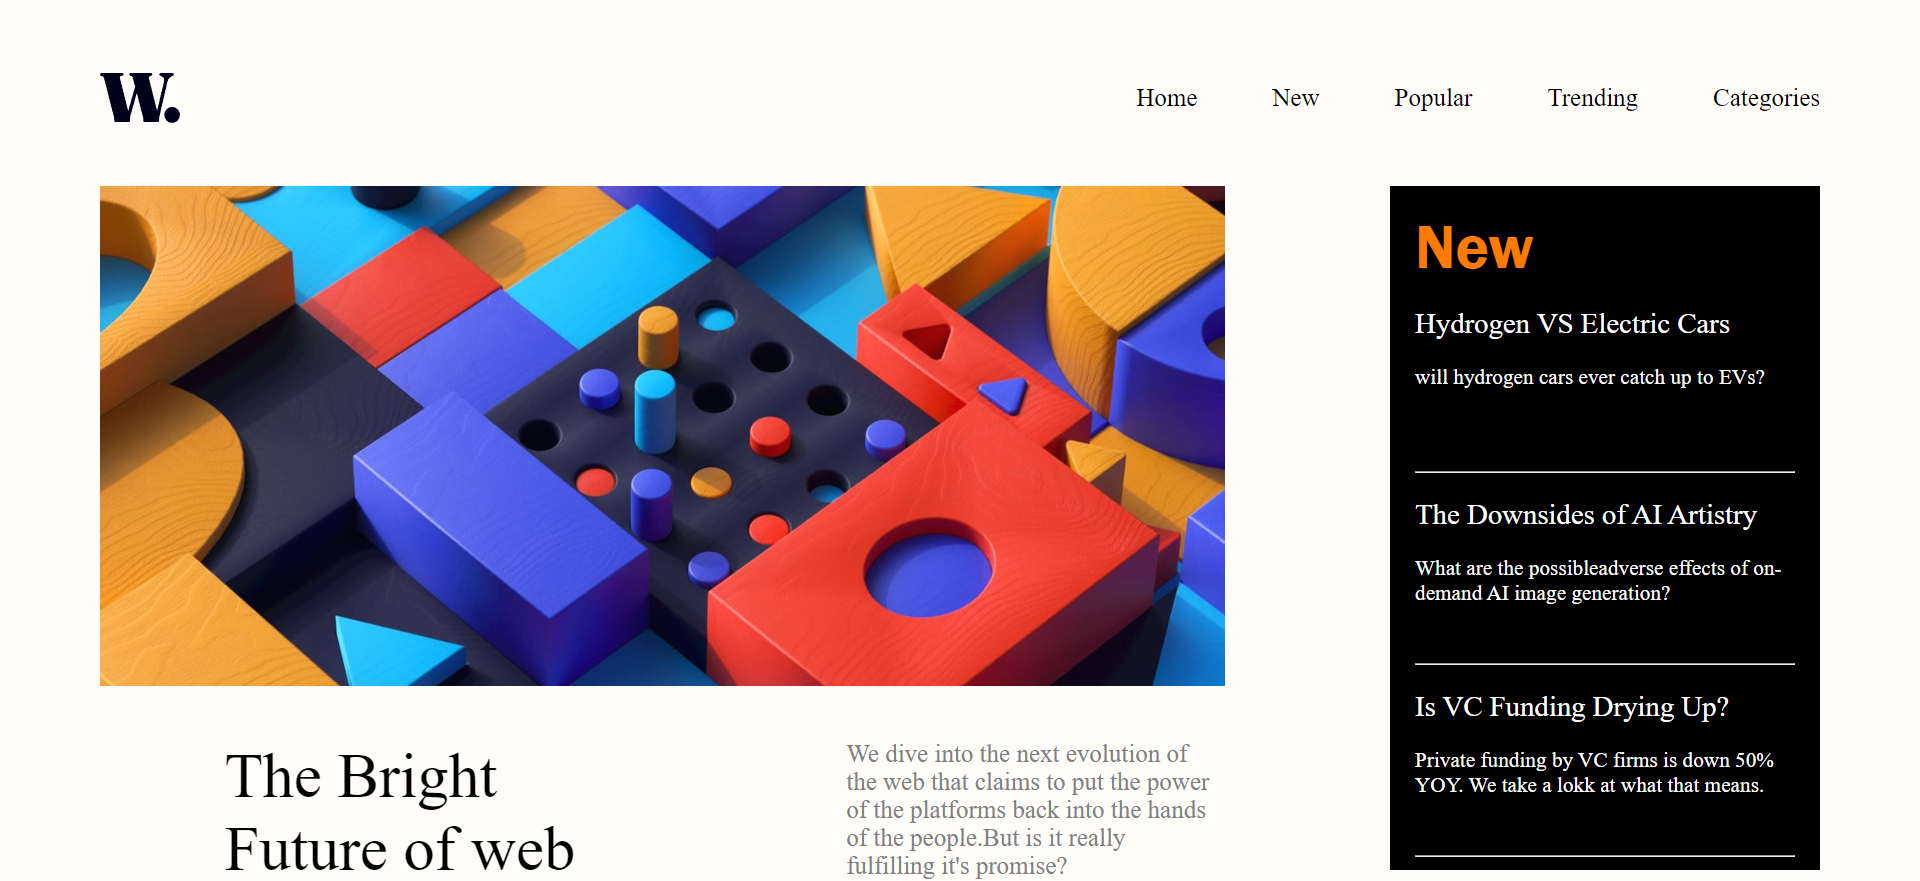 W.
Home New Popular Trending Categories
New
Hydrogen VS Electric Cars
will hydrogen cars ever catch up to EVs?
The Downsides of AI Artistry
What are the possibleadverse effects of on-
demand AI image generation?
Is VC Funding Drying Up?
Private funding by VC firms is down 50%
YOY. We take a lokk at what that means.
The Bright
Future of web
We dive into the next evolution of
the web that claims to put the power
of the platforms back into the hands
of the people.But is it really
fulfilling it's promise?